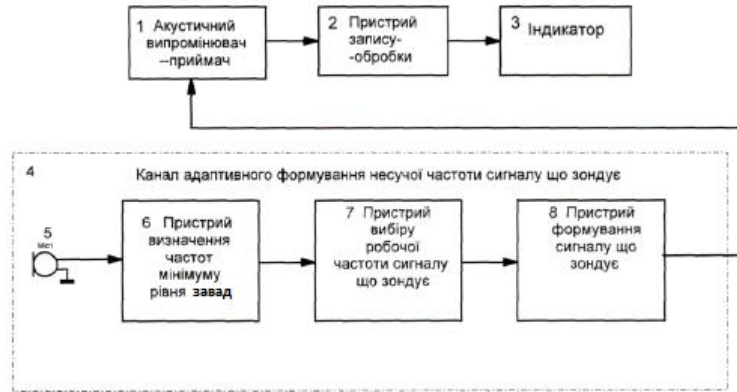 1 Акустичний
випромінювач
--приймач
2 Пристрий
запису-
-обробки
3 Індикатор
4
Канал адаптивного формування несучої частоти сигналу що зондує
5
Mic1
6 Пристрий
визначення
частот
мінімуму
рівня завад
7 Пристрий
вибіру
робочої
частоти сигналу
що зондує
8 Пристрий
формування
сигналу що
зондує